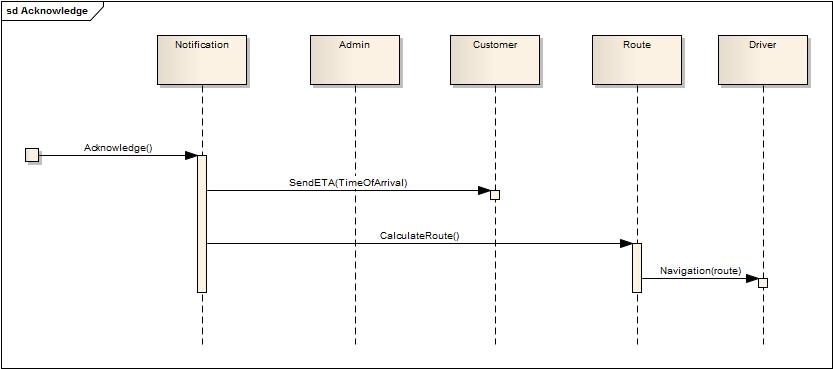 sd Acknowledge
Notification
Admin
Customer
Route
Driver
Acknowledge()
SendETA(TimeOfArrival)
CalculateRoute()
Navigation(route)